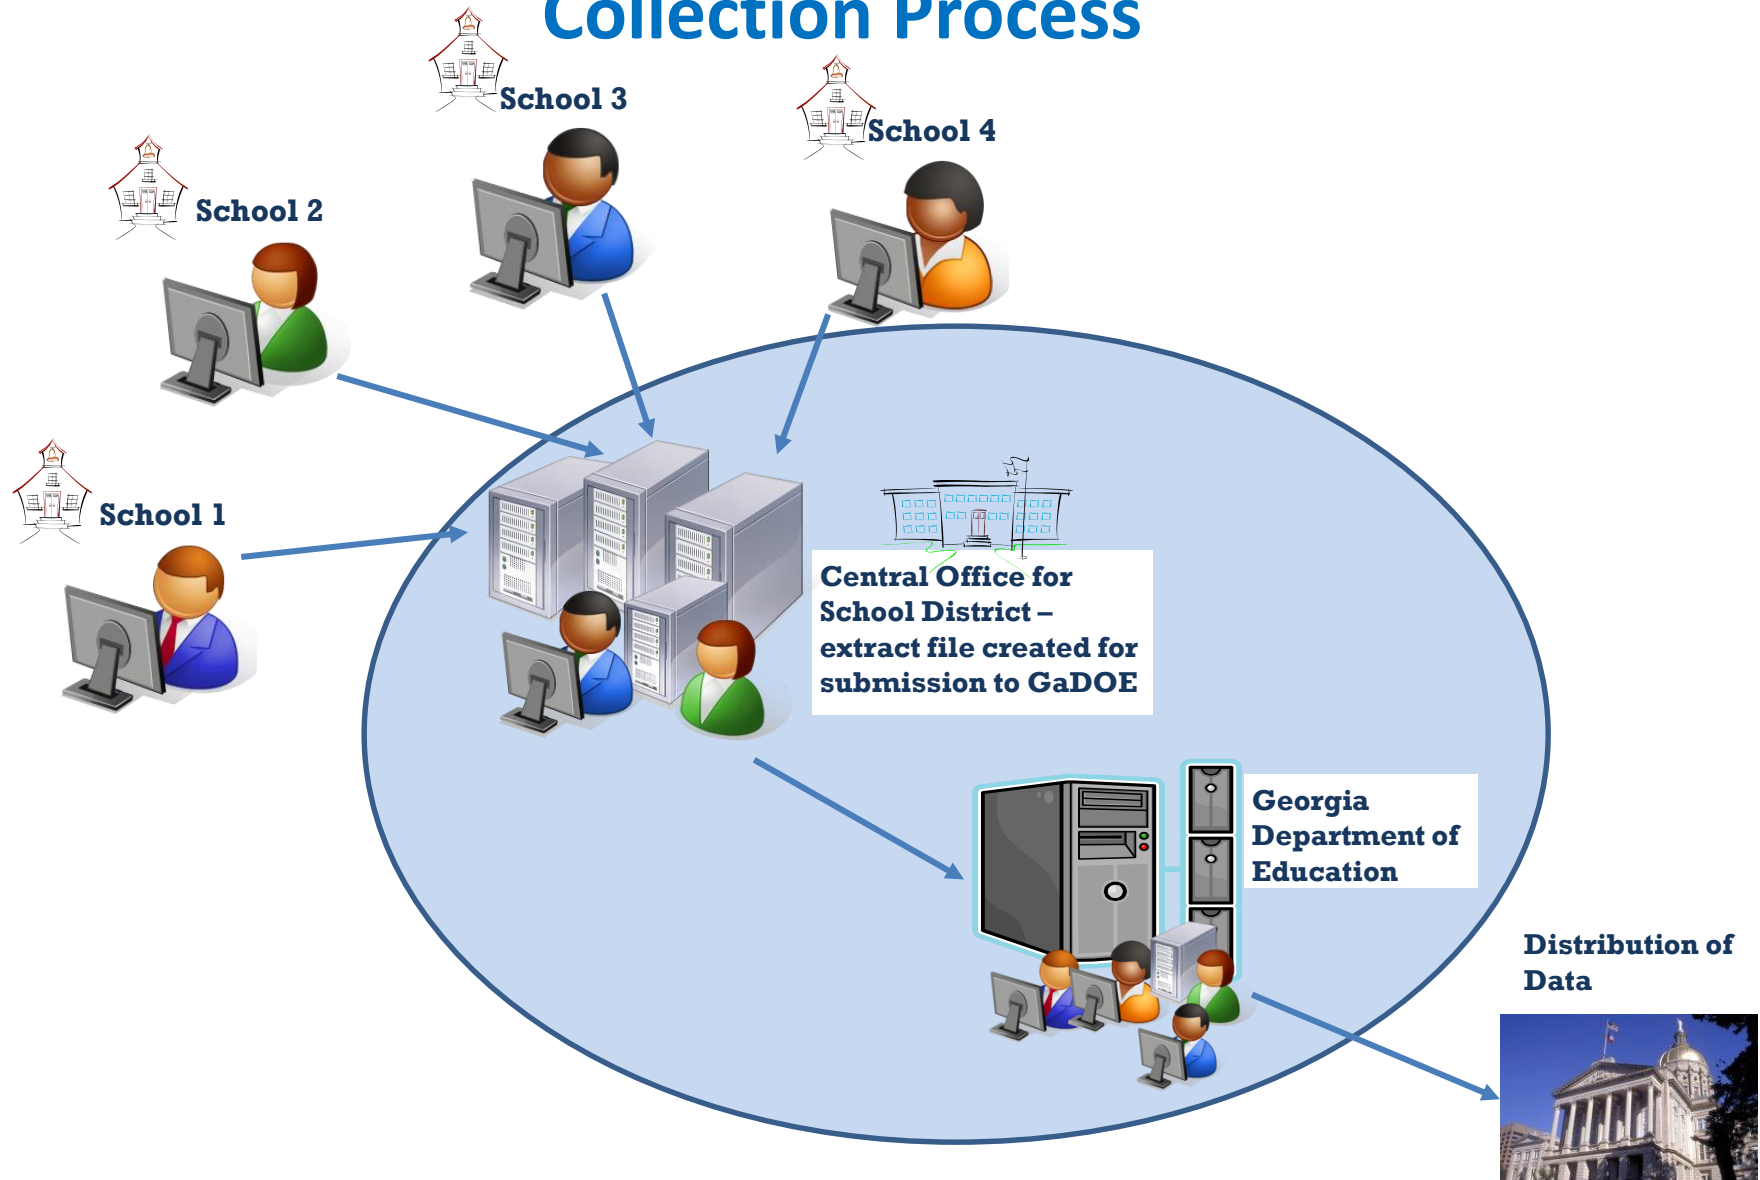 Collection Process
School 3
School 4
School 2
School 1
Central Office for
School District –
extract file created for
submission to GaDOE
Georgia
Department of
Education
Distribution of
Data